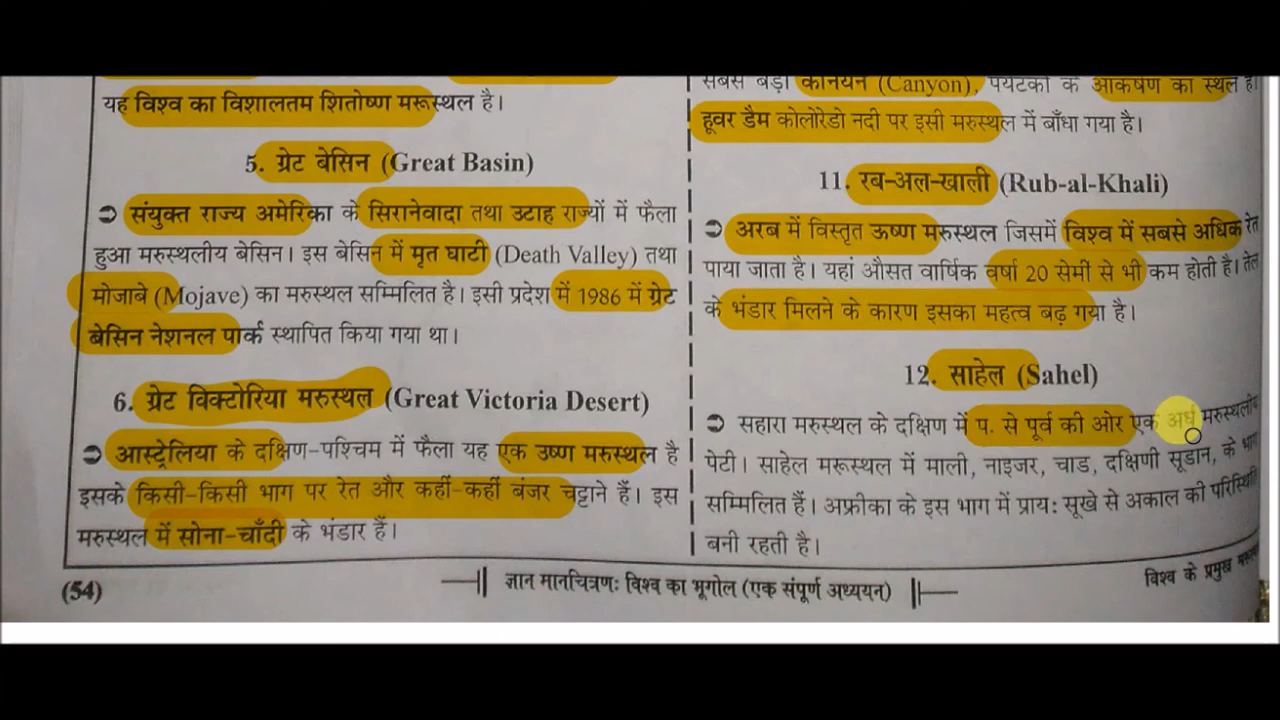 यह विश्व का विशालतम शितोष्ण मरूस्थल है।
5. ग्रेट बेसिन (Great Basin)
➲ संयुक्त राज्य अमेरिका के सिरानेवादा तथा उटाह राज्यों में फैला
हुआ मरुस्थलीय बेसिन। इस बेसिन में मृत घाटी (Death Valley) तथा
मोजाबे (Mojave) का मरुस्थल सम्मिलित है। इसी प्रदेश में 1986 में ग्रेट
बेसिन नेशनल पार्क स्थापित किया गया था।
6. ग्रेट विक्टोरिया मरुस्थल (Great Victoria Desert)
➲ आस्ट्रेलिया के दक्षिण-पश्चिम में फैला यह एक उष्ण मरुस्थल है
इसके किसी-किसी भाग पर रेत और कहीं-कहीं बंजर चट्टाने हैं। इस
मरुस्थल में सोना-चाँदी के भंडार हैं।
सबसे बड़ा कैनियन (Canyon), पर्यटकों के आकर्षण का स्थल है।
हूवर डैम कोलोरेडो नदी पर इसी मरुस्थल में बाँधा गया है।
11. रब-अल-खाली (Rub-al-Khali)
➲ अरब में विस्तृत ऊष्ण मरुस्थल जिसमें विश्व में सबसे अधिक रेत
पाया जाता है। यहां औसत वार्षिक वर्षा 20 सेमीं से भी कम होती है। तेल
के भंडार मिलने के कारण इसका महत्व बढ़ गया है।
12. साहेल (Sahel)
➲ सहारा मरुस्थल के दक्षिण में प. से पूर्व की ओर एक अर्ध मरुस्थलीय
पेटी। साहेल मरूस्थल में माली, नाइजर, चाड, दक्षिणी सूडान, के भाग
सम्मिलित हैं। अफ्रीका के इस भाग में प्राय: सूखे से अकाल की परिस्थिति
बनी रहती है।
(54) ज्ञान मानचित्रण: विश्व का भूगोल (एक संपूर्ण अध्ययन) विश्व के प्रमुख